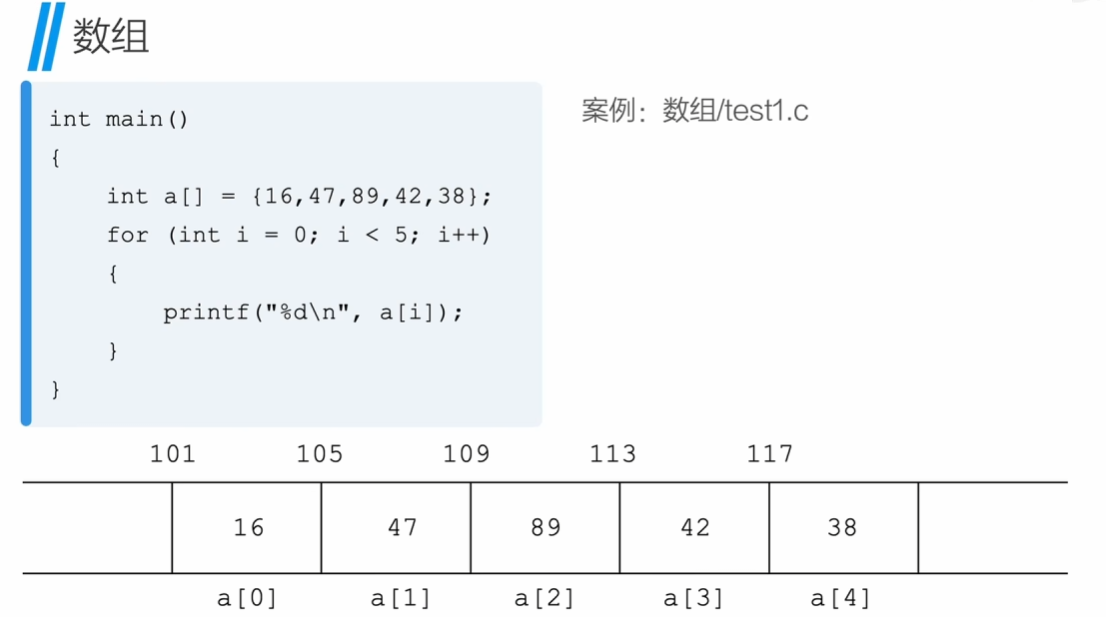 数组
int main()
{
    int a[] = {16,47,89,42,38};
    for (int i = 0; i < 5; i++)
    {
        printf("%d\n", a[i]);
    }
}
案例：数组/test1.c
101 105 109 113 117
16 47 89 42 38
a[0] a[1] a[2] a[3] a[4]